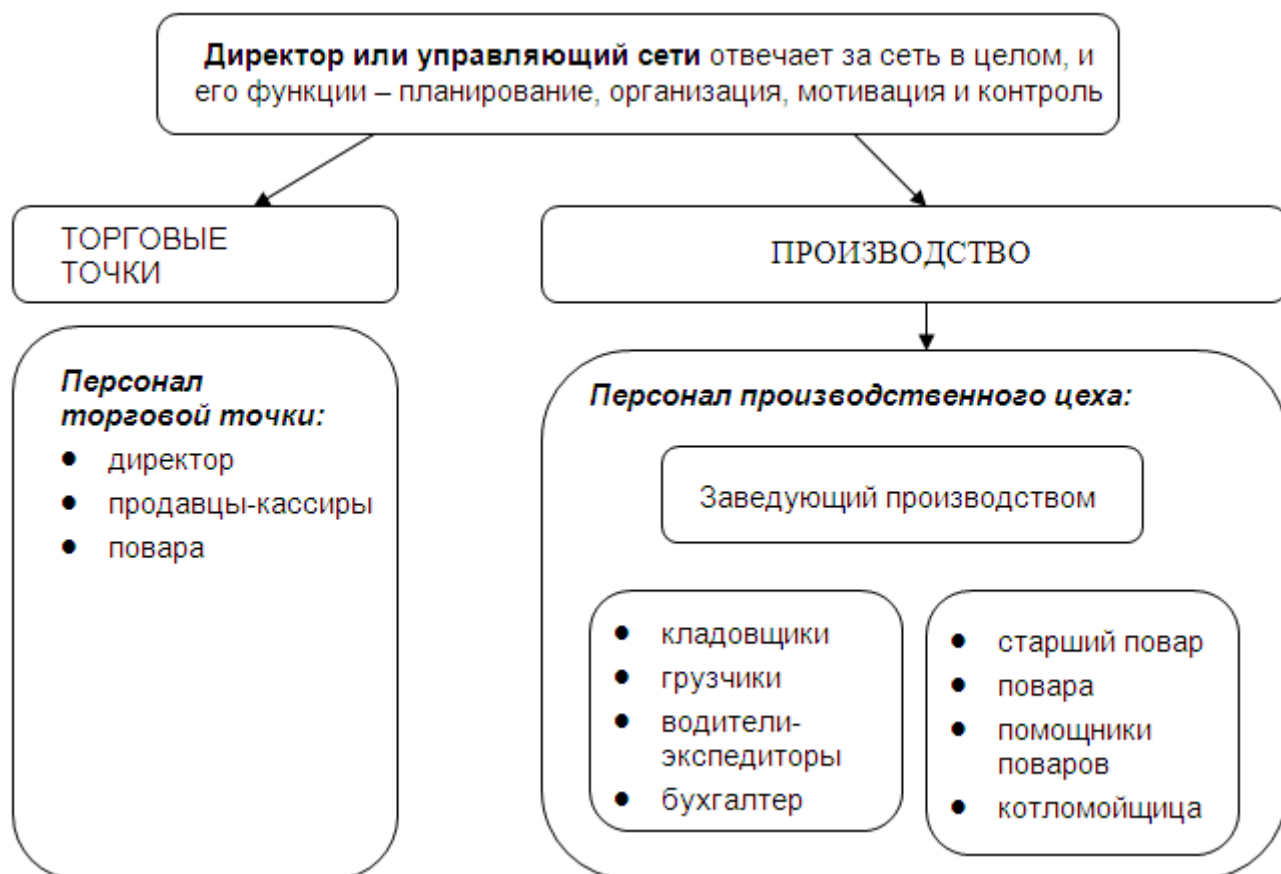 Директор или управляющий сети отвечает за сеть в целом, и
его функции – планирование, организация, мотивация и контроль
ТОРГОВЫЕ
ТОЧКИ
ПРОИЗВОДСТВО
Персонал
торговой точки:
● директор
● продавцы-кассиры
● повара
Персонал производственного цеха:
Заведующий производством
● кладовщики
● грузчики
● водители-
экспедиторы
● бухгалтер
● старший повар
● повара
● помощники
поваров
● котломойщица